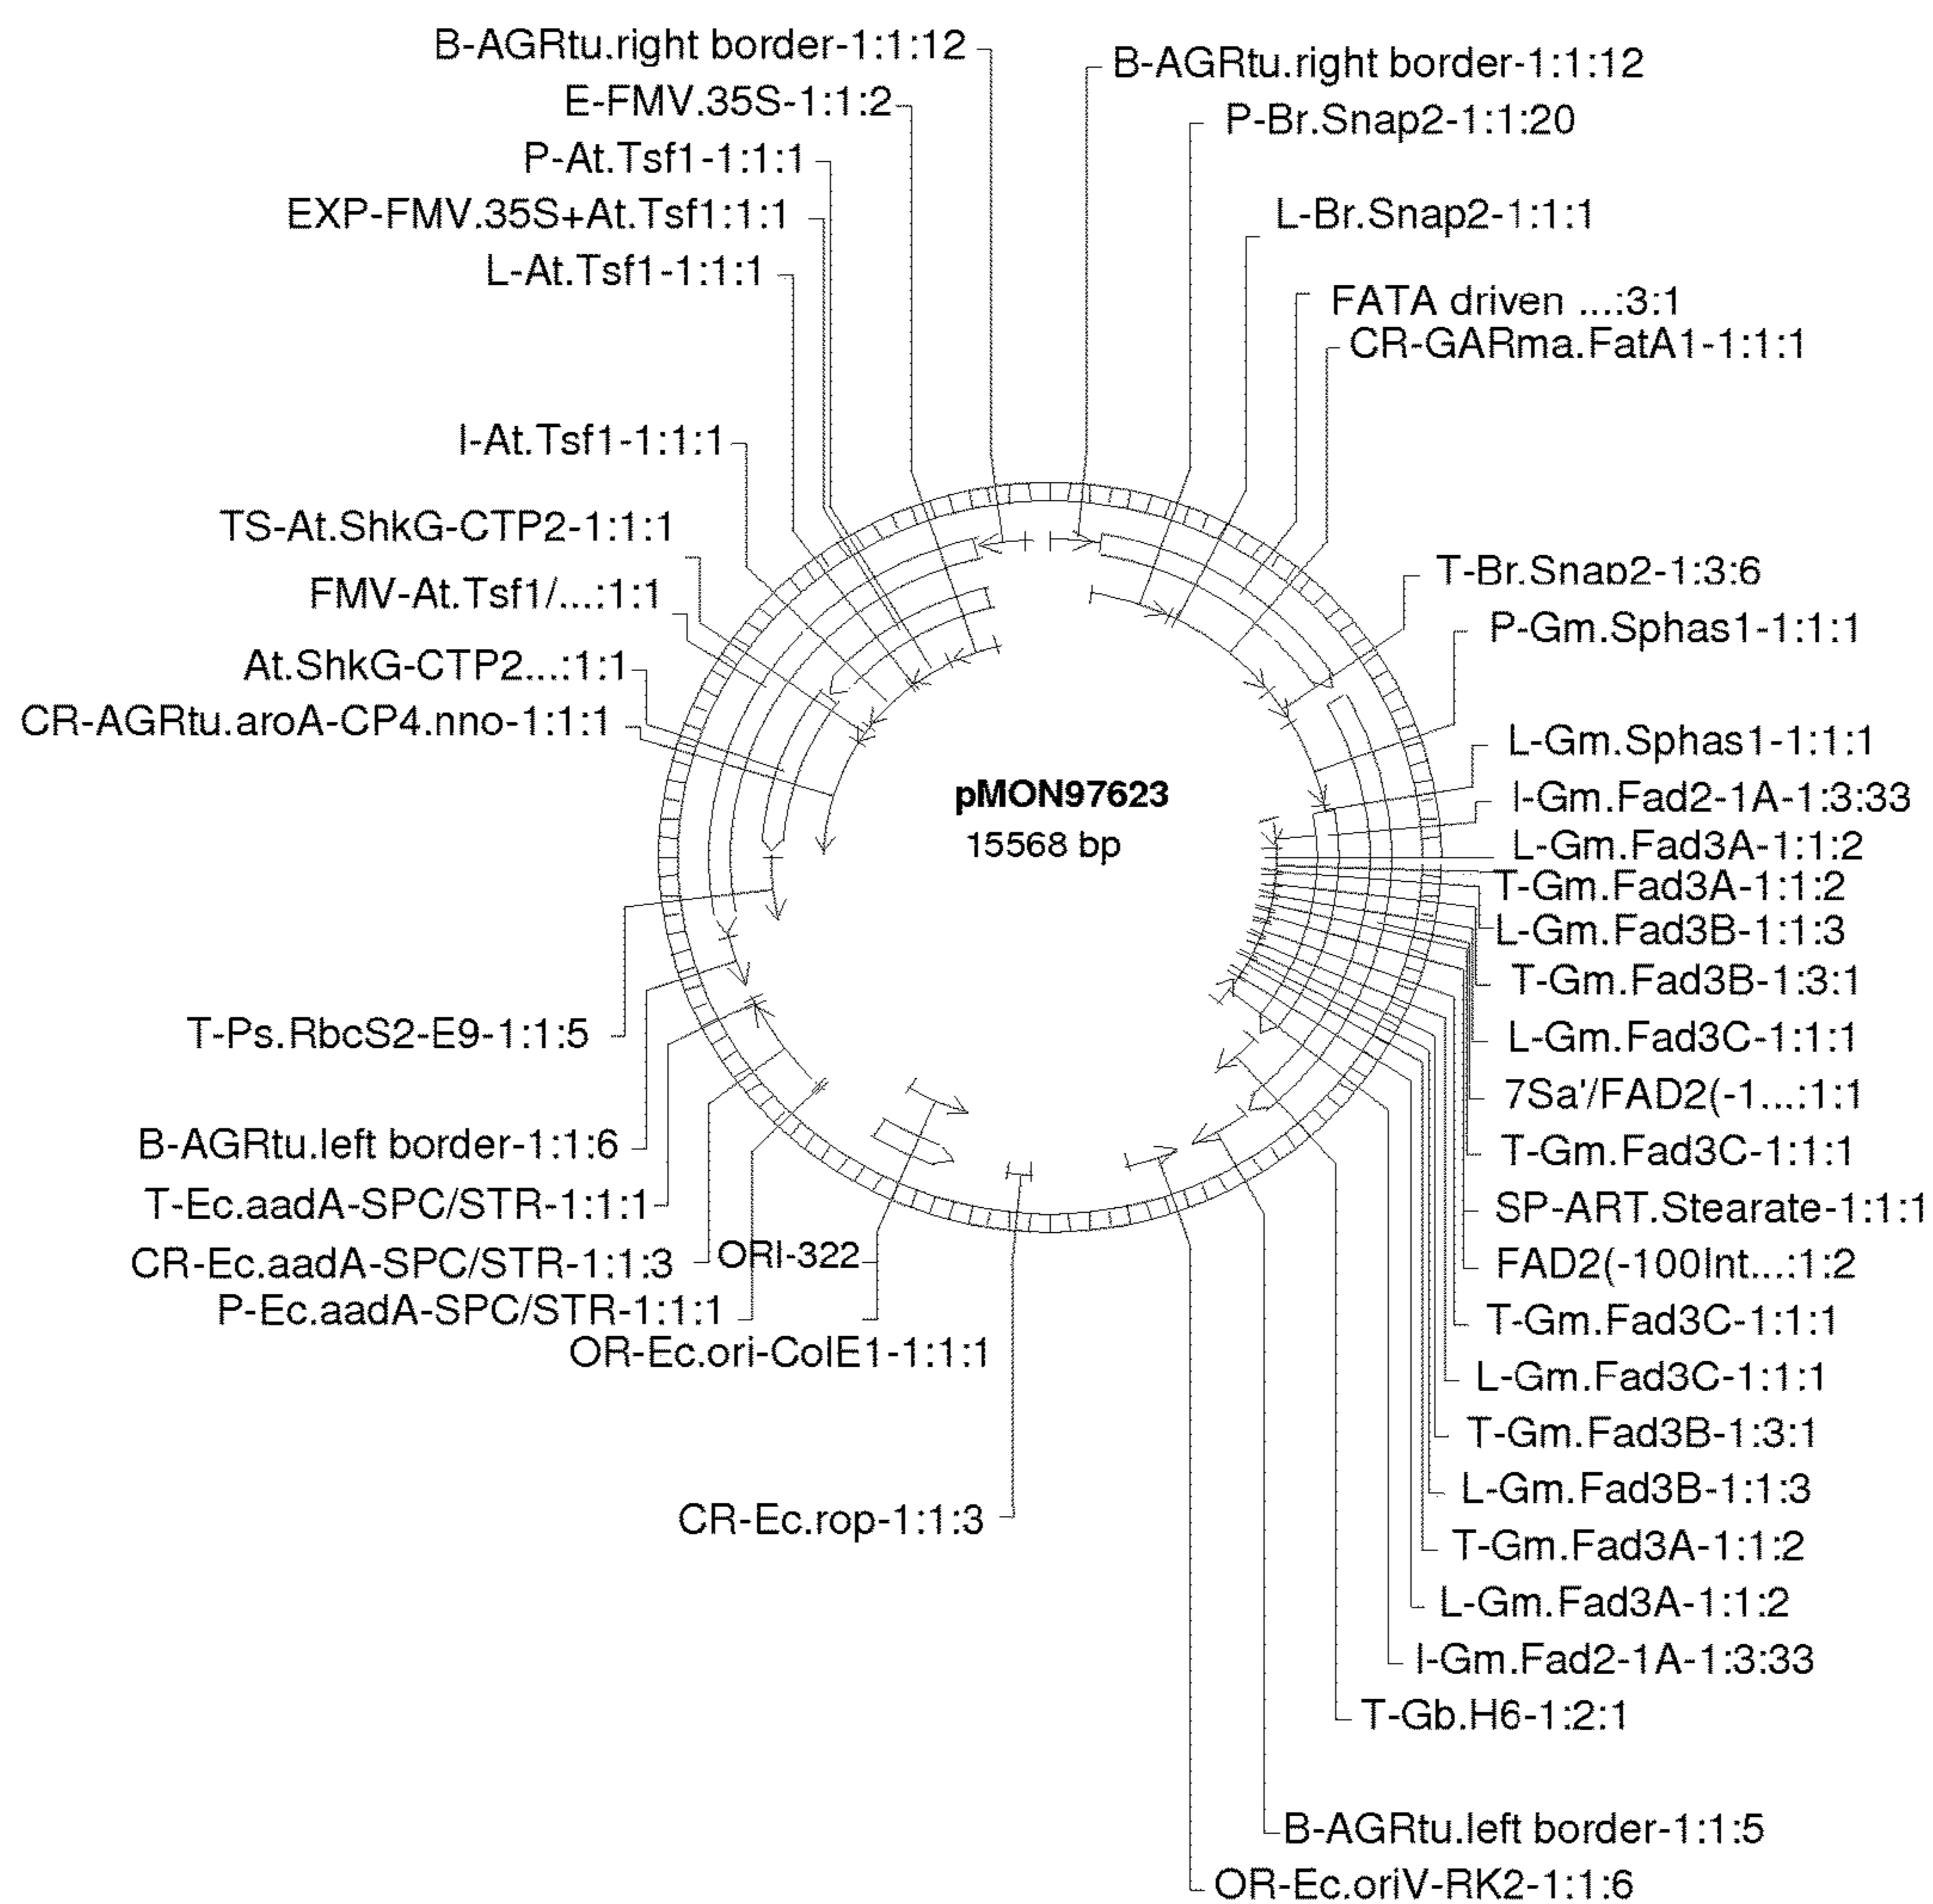 B-AGRtu.right border-1:1:12
B-AGRtu.right border-1:1:12
E-FMV.35S-1:1:2
P-Br.Snap2-1:1:20
P-At.Tsf1-1:1:1
EXP-FMV.35S+At.Tsf1:1:1
L-Br.Snap2-1:1:1
L-At.Tsf1-1:1:1
FATA driven ...:3:1
CR-GARma.FatA1-1:1:1
I-At.Tsf1-1:1:1
TS-At.ShkG-CTP2-1:1:1
T-Br.Snap2-1:3:6
FMV-At.Tsf1/...:1:1
P-Gm.Sphas1-1:1:1
At.ShkG-CTP2...:1:1
CR-AGRtu.aroA-CP4.nno-1:1:1
L-Gm.Sphas1-1:1:1
pMON97623
15568 bp
I-Gm.Fad2-1A-1:3:33
L-Gm.Fad3A-1:1:2
T-Gm.Fad3A-1:1:2
L-Gm.Fad3B-1:1:3
T-Gm.Fad3B-1:3:1
T-Ps.RbcS2-E9-1:1:5
L-Gm.Fad3C-1:1:1
7Sa'/FAD2(-1...:1:1
B-AGRtu.left border-1:1:6
T-Gm.Fad3C-1:1:1
T-Ec.aadA-SPC/STR-1:1:1
SP-ART.Stearate-1:1:1
CR-Ec.aadA-SPC/STR-1:1:3
ORI-322
FAD2(-100Int...:1:2
P-Ec.aadA-SPC/STR-1:1:1
T-Gm.Fad3C-1:1:1
OR-Ec.ori-ColE1-1:1:1
L-Gm.Fad3C-1:1:1
T-Gm.Fad3B-1:3:1
L-Gm.Fad3B-1:1:3
CR-Ec.rop-1:1:3
T-Gm.Fad3A-1:1:2
L-Gm.Fad3A-1:1:2
I-Gm.Fad2-1A-1:3:33
T-Gb.H6-1:2:1
B-AGRtu.left border-1:1:5
OR-Ec.oriV-RK2-1:1:6